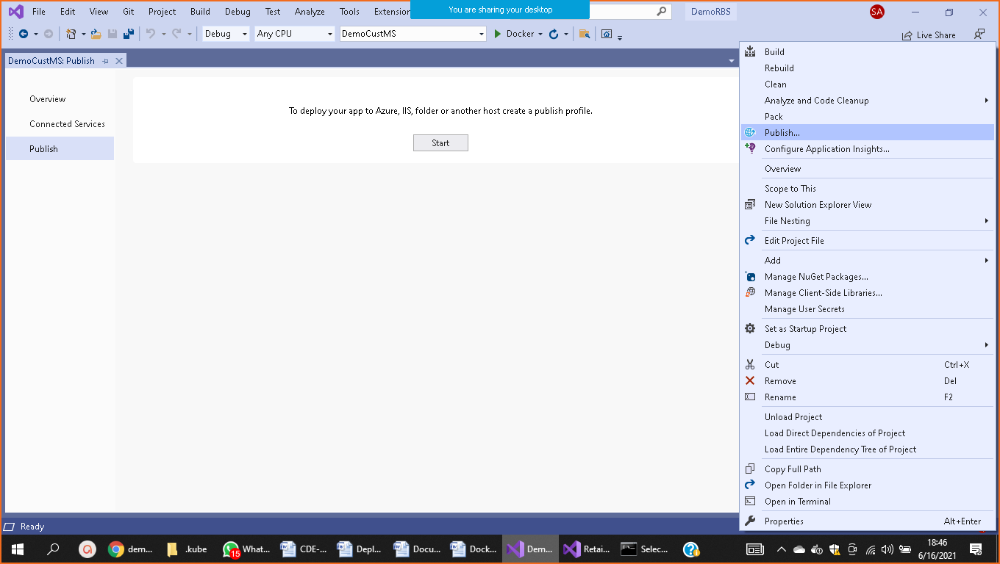 File Edit View Git Project Build Debug Test Analyze Tools Extension
You are sharing your desktop
DemoRBS
SA
Debug Any CPU DemoCustMS Docker
Live Share
DemoCustMS: Publish
Overview
Connected Services
Publish
To deploy your app to Azure, IIS, folder or another host create a publish profile.
Start
Build
Rebuild
Clean
Analyze and Code Cleanup
Pack
Publish...
Configure Application Insights...
Overview
Scope to This
New Solution Explorer View
File Nesting
Edit Project File
Add
Manage NuGet Packages...
Manage Client-Side Libraries...
Manage User Secrets
Set as Startup Project
Debug
Cut Ctrl+X
Remove Del
Rename F2
Unload Project
Load Direct Dependencies of Project
Load Entire Dependency Tree of Project
Copy Full Path
Open Folder in File Explorer
Open in Terminal
Properties Alt+Enter
Ready
dem... .kube 15 What... CDE-... Depl... Docu... Dock... Dem... Retai... Selec...
18:46
6/16/2021